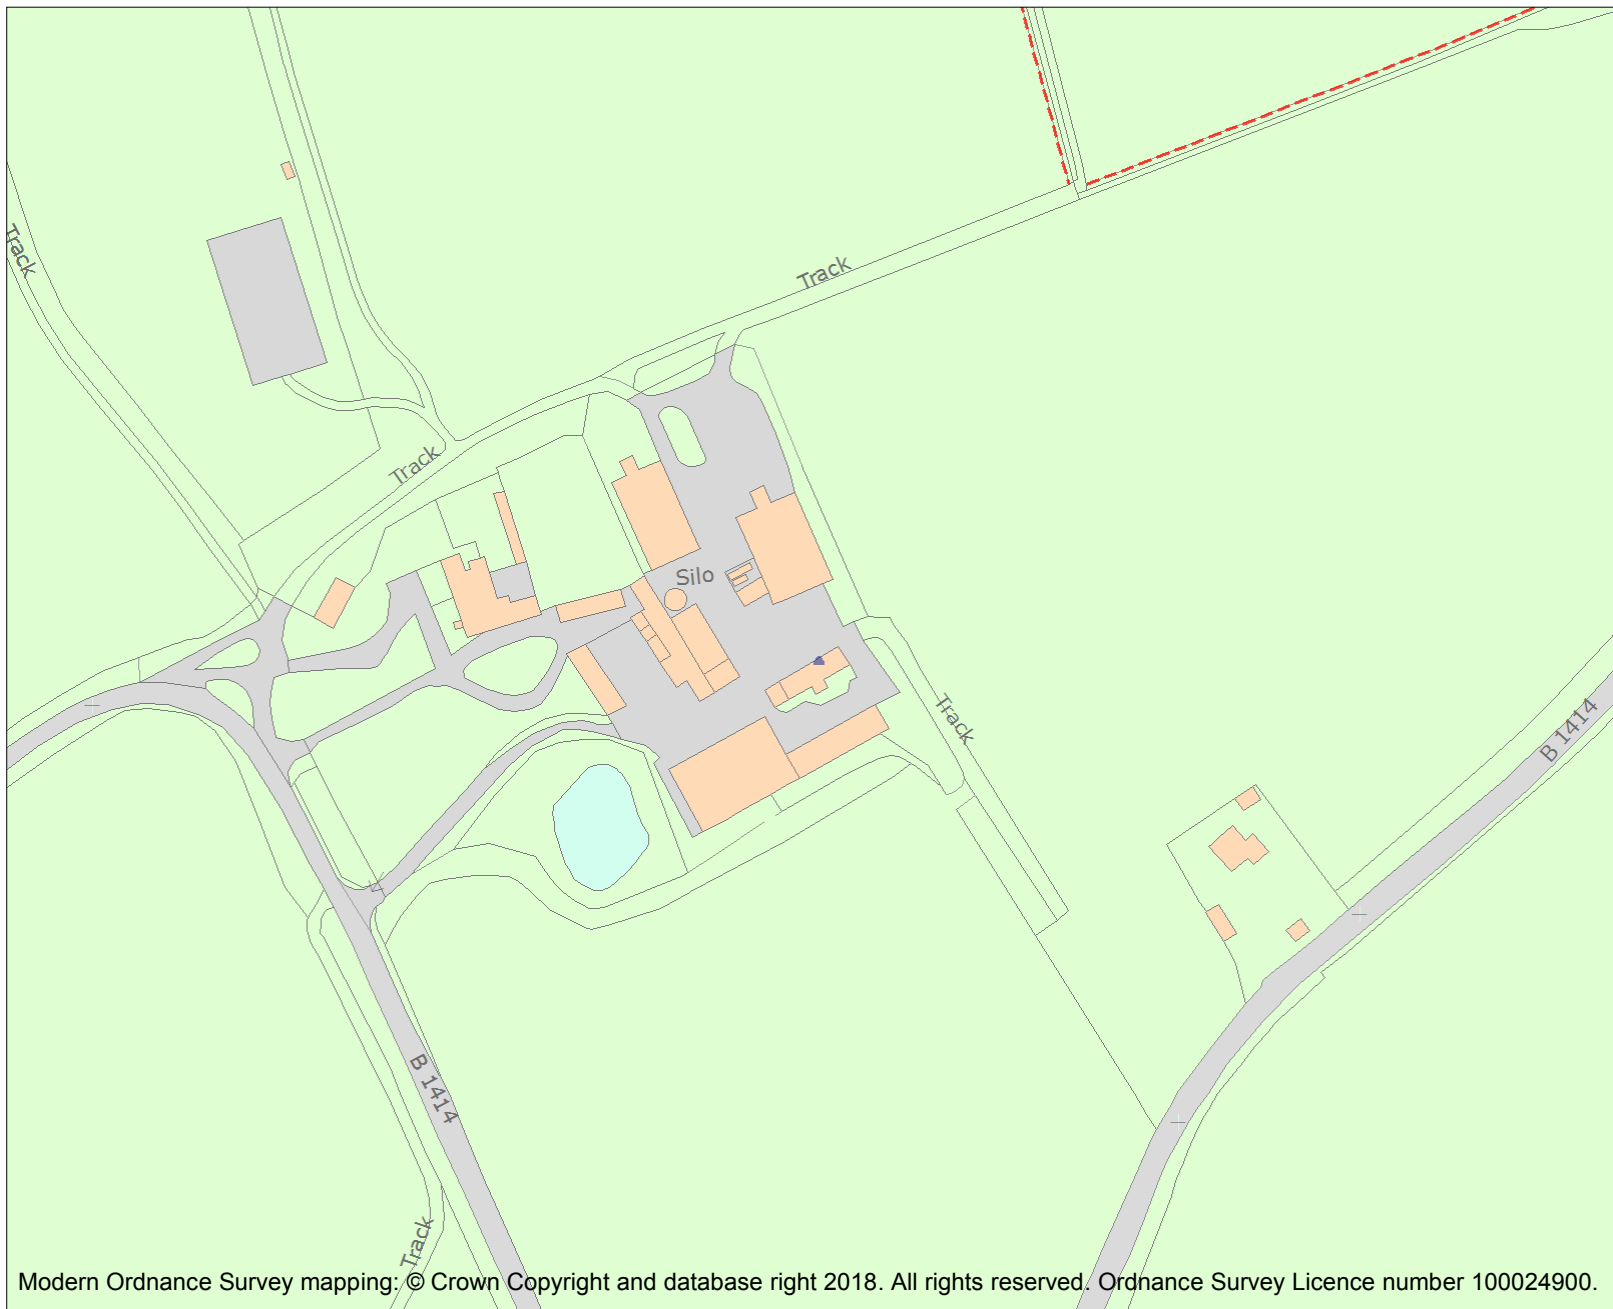 Track
Track
Track
Silo
Track
B 1414
B 1414
Track
Modern Ordnance Survey mapping: © Crown Copyright and database right 2018. All rights reserved. Ordnance Survey Licence number 100024900.